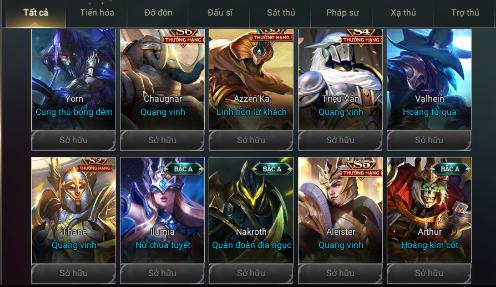 Tất cả Tiến hóa Đỡ đòn Đấu sĩ Sát thủ Pháp sư Xạ thủ Trợ thủ
THƯỞNG HẠNG
THƯỞNG HẠNG
S4
THƯỞNG HẠNG
Yorn Chaugnar Azzen'Ka Triệu Vân Valhein
Cung thủ bóng đêm Quang vinh Linh hồn tử khách Quang vinh Hoàng tử quạ
Sở hữu Sở hữu Sở hữu Sở hữu Sở hữu
S2
THƯỞNG HẠNG
BẬC A
BẬC A
S5
THƯỞNG HẠNG
BẬC A
Thane Ilumia Nakroth Aleister Arthur
Quang vinh Nữ chúa tuyết Quân đoàn địa ngục Quang vinh Hoàng kim cốt
Sở hữu Sở hữu Sở hữu Sở hữu Sở hữu